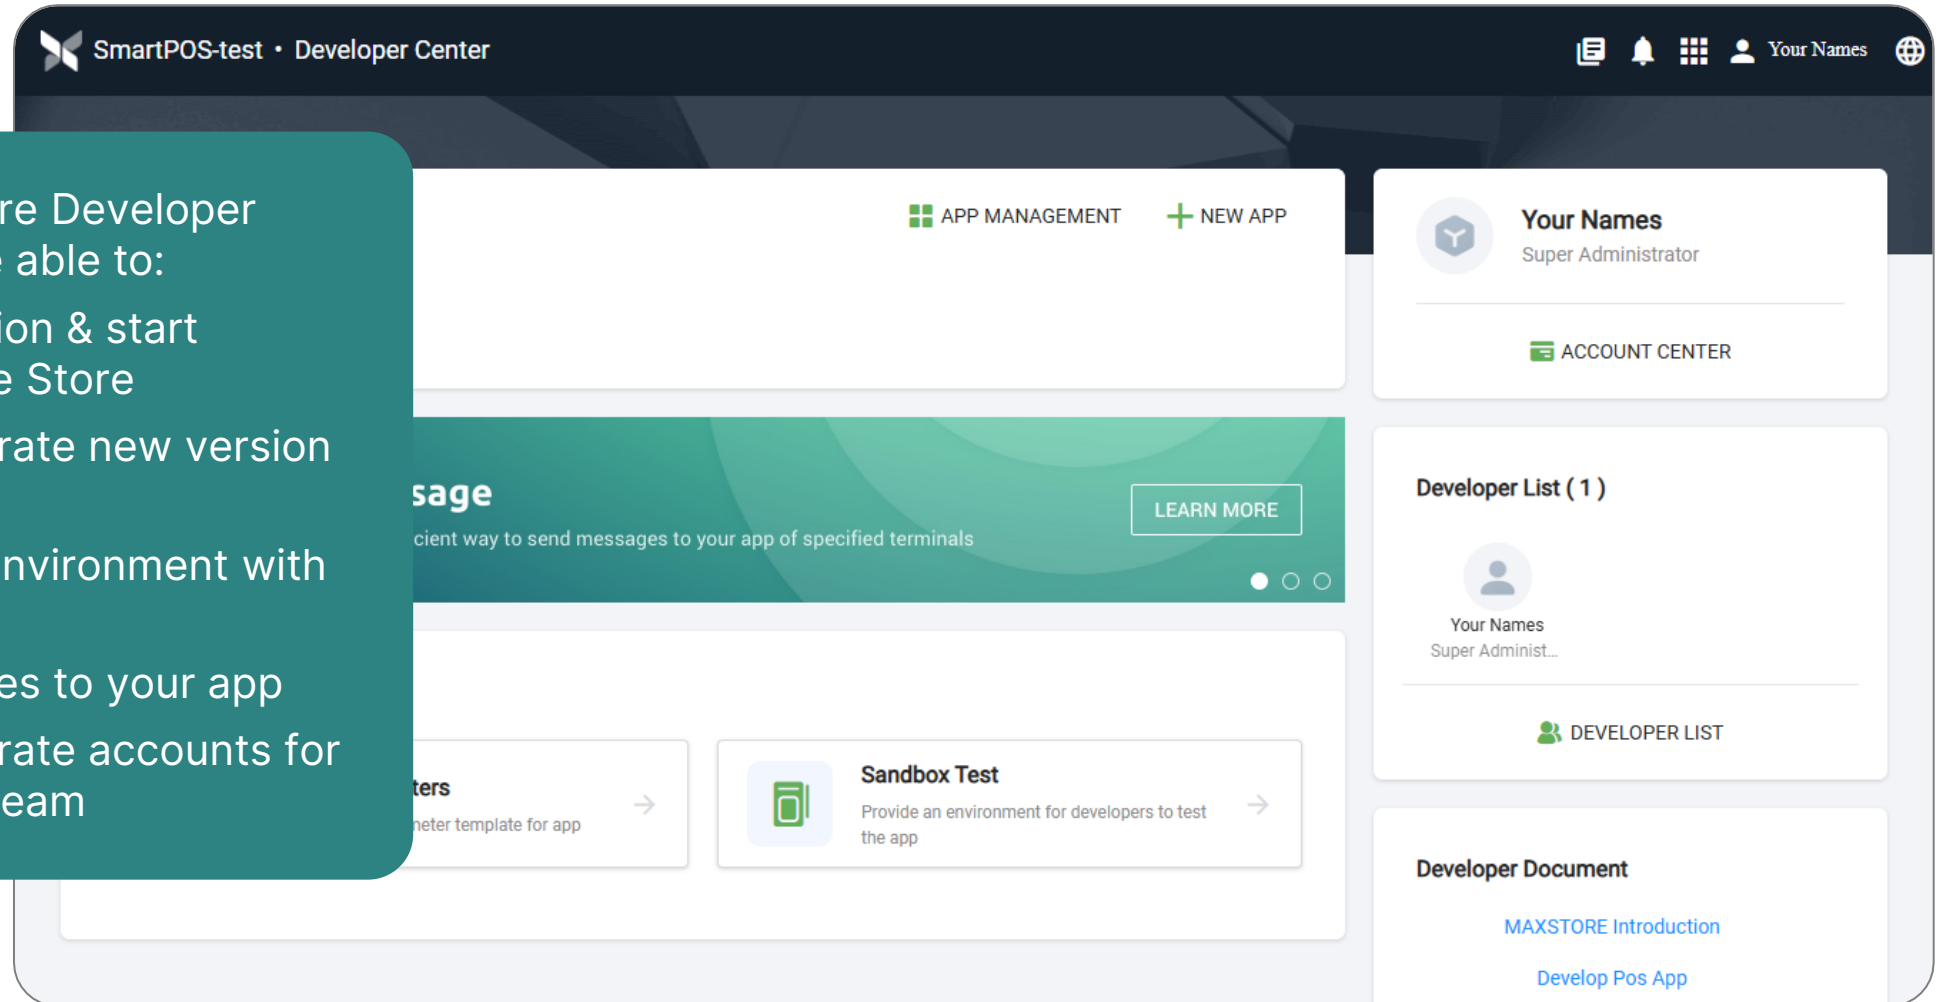 SmartPOS-test • Developer Center
Your Names
re Developer
able to:
ion & start
Store
rate new version
nvironment with
es to your app
rate accounts for
eam
APP MANAGEMENT
NEW APP
sage
cient way to send messages to your app of specified terminals
LEARN MORE
ters
neter template for app
Sandbox Test
Provide an environment for developers to test
the app
Your Names
Super Administrator
ACCOUNT CENTER
Developer List ( 1 )
Your Names
Super Administ...
DEVELOPER LIST
Developer Document
MAXSTORE Introduction
Develop Pos App